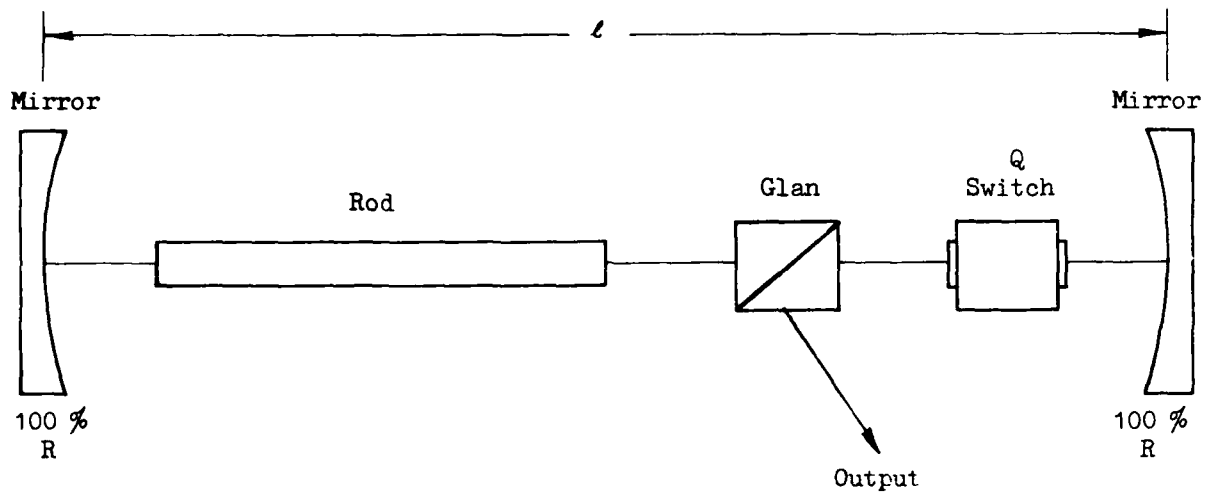 ℓ
Mirror
Mirror
Rod
Glan
Q
Switch
100 %
R
100 %
R
Output